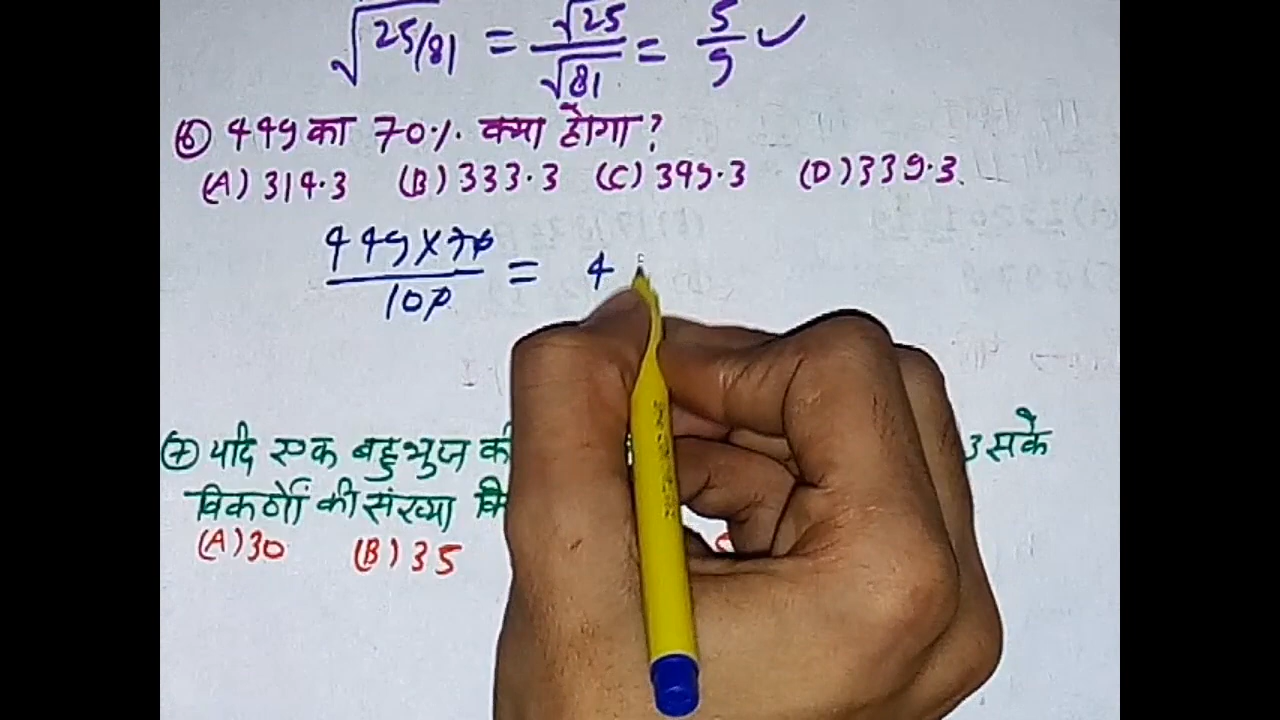 √25/81 = √25/√81 = 5/9 ✓
⑥ 449 का 70% क्या होगा ?
(A) 314.3 (B) 333.3 (C) 399.3 (D) 339.3
449×70/100 = 4
⑦ यदि एक बहुभुज की उसके
विकर्णों की संख्या
(A) 30 (B) 35